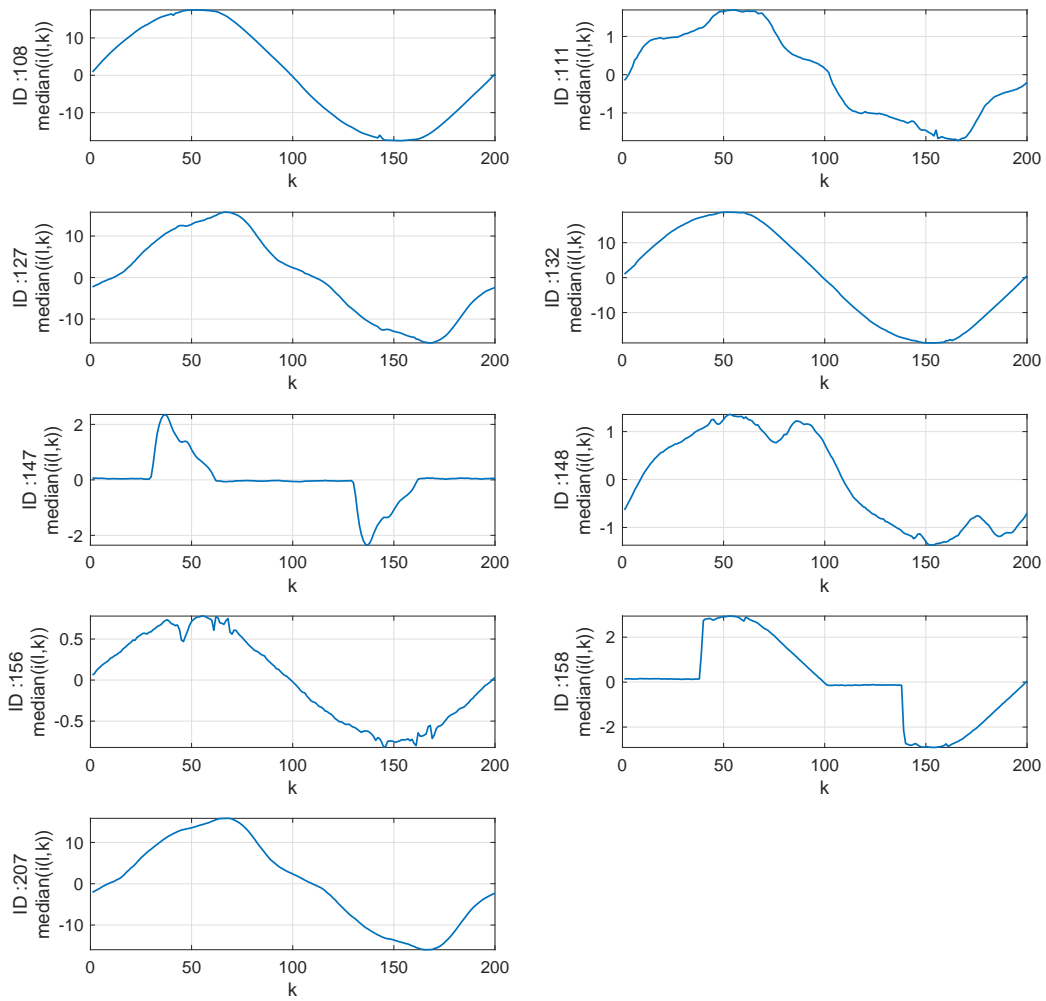 ID :108
median(i(l,k))
10
0
-10
0 50 100 150 200
k
ID :111
median(i(l,k))
1
0
-1
0 50 100 150 200
k
ID :127
median(i(l,k))
10
0
-10
0 50 100 150 200
k
ID :132
median(i(l,k))
10
0
-10
0 50 100 150 200
k
ID :147
median(i(l,k))
2
0
-2
0 50 100 150 200
k
ID :148
median(i(l,k))
1
0
-1
0 50 100 150 200
k
ID :156
median(i(l,k))
0.5
0
-0.5
0 50 100 150 200
k
ID :158
median(i(l,k))
2
0
-2
0 50 100 150 200
k
ID :207
median(i(l,k))
10
0
-10
0 50 100 150 200
k